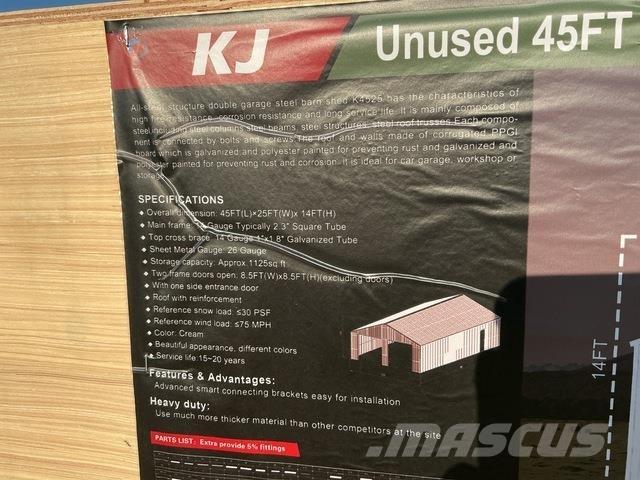 KJ
Unused 45FT
All-steel structure double garage steel barn shed K4525 has the characteristics of
high fire-resistance, corrosion resistance and long service life. It is mainly composed of
steel including steel columns steel beams, steel structures, steel roof trusses. Each compo-
nent is connected by bolts and screws. The roof and walls made of corrugated PPGI
board which is galvanized and polyester painted for preventing rust and galvanized and
polyester painted for preventing rust and corrosion. It is ideal for car garage, workshop or
storage.
SPECIFICATIONS
◆ Overall dimension: 45FT(L)×25FT(W)x 14FT(H)
◆ Main frame: Gauge Typically 2.3" Square Tube
◆ Top cross brace: 14 Gauge 1"x1.8" Galvanized Tube
◆ Sheet Metal Gauge: 26 Gauge
◆ Storage capacity: Approx 1125sq ft
◆ Two frame doors open: 8.5FT(W)x8.5FT(H)(excluding doors)
◆ With one side entrance door
◆ Roof with reinforcement
◆ Reference snow load: ≤30 PSF
◆ Reference wind load: ≤75 MPH
◆ Color: Cream
◆ Beautiful appearance, different colors
◆ Service life: 15~20 years
Features & Advantages:
Advanced smart connecting brackets easy for installation
Heavy duty:
Use much more thicker material than other competitors at the site
PARTS LIST: Extra provide 5% fittings
14FT
MASCUS